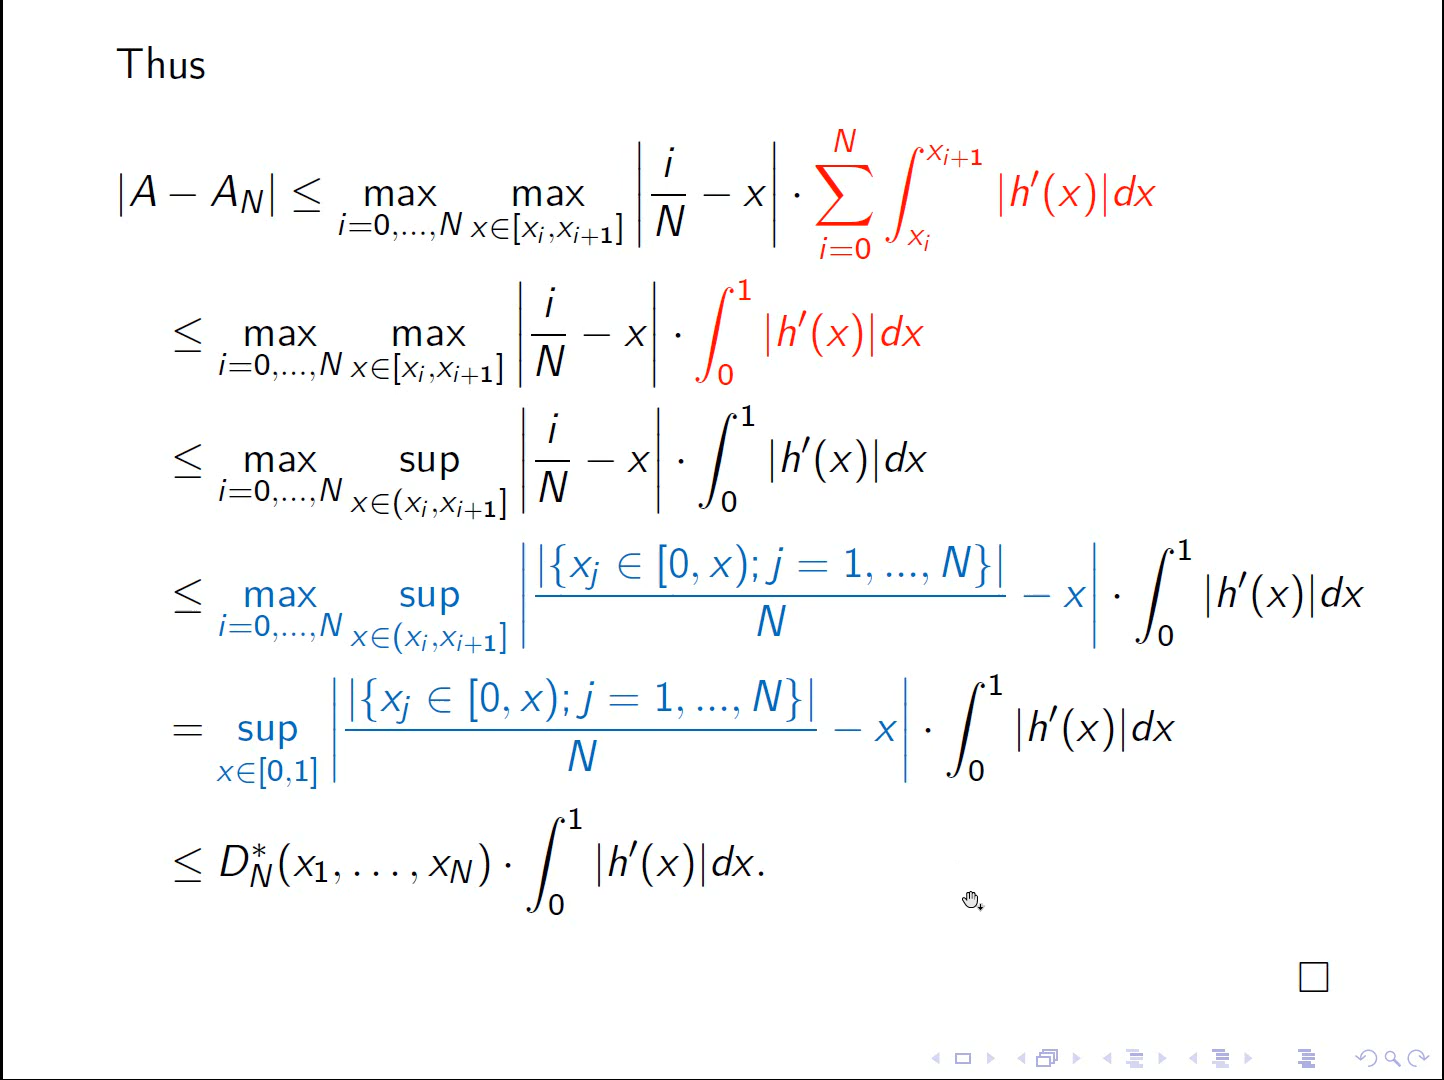 Thus
|A − A_N| ≤ max_{i=0,...,N} max_{x∈[x_i,x_{i+1}]} |i/N − x| · ∑_{i=0}^{N} ∫_{x_i}^{x_{i+1}} |h′(x)|dx
≤ max_{i=0,...,N} max_{x∈[x_i,x_{i+1}]} |i/N − x| · ∫_0^1 |h′(x)|dx
≤ max_{i=0,...,N} sup_{x∈(x_i,x_{i+1}]} |i/N − x| · ∫_0^1 |h′(x)|dx
≤ max_{i=0,...,N} sup_{x∈(x_i,x_{i+1}]} ||{x_j ∈ [0, x); j = 1, ..., N}|/N − x| · ∫_0^1 |h′(x)|dx
= sup_{x∈[0,1]} ||{x_j ∈ [0, x); j = 1, ..., N}|/N − x| · ∫_0^1 |h′(x)|dx
≤ D_N^*(x_1, . . . , x_N) · ∫_0^1 |h′(x)|dx.
□